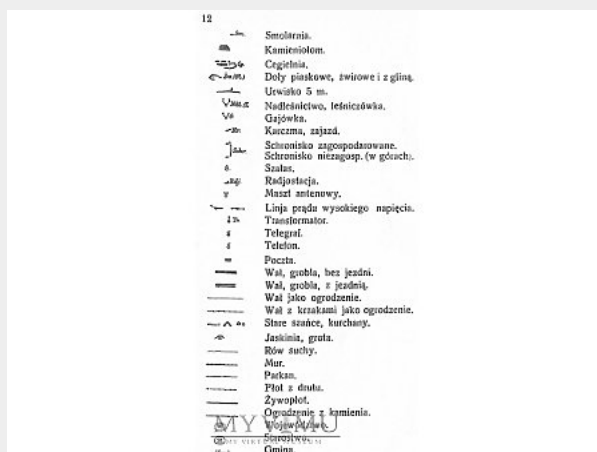 12
Smolarnia.
Kamieniołom.
Cegielnia.
Doły piaskowe, żwirowe i z gliną.
Urwisko 5 m.
Nadleśnictwo, leśniczówka.
Gajówka.
Karczma, zajazd.
Schronisko zagospodarowane.
Schronisko niezagosp. (w górach).
Szałas.
Radjostacja.
Maszt antenowy.
Linja prądu wysokiego napięcia.
Transformator.
Telegraf.
Telefon.
Poczta.
Wał, grobla, bez jezdni.
Wał, grobla, z jezdnią.
Wał jako ogrodzenie.
Wał z krzakami jako ogrodzenie.
Stare szańce, kurchany.
Jaskinia, grota.
Rów suchy.
Mur.
Parkan.
Płot z drutu.
Żywopłot.
Ogrodzenie z kamienia.
MYVIMU
Województwo.
Starostwo.
Gmina.